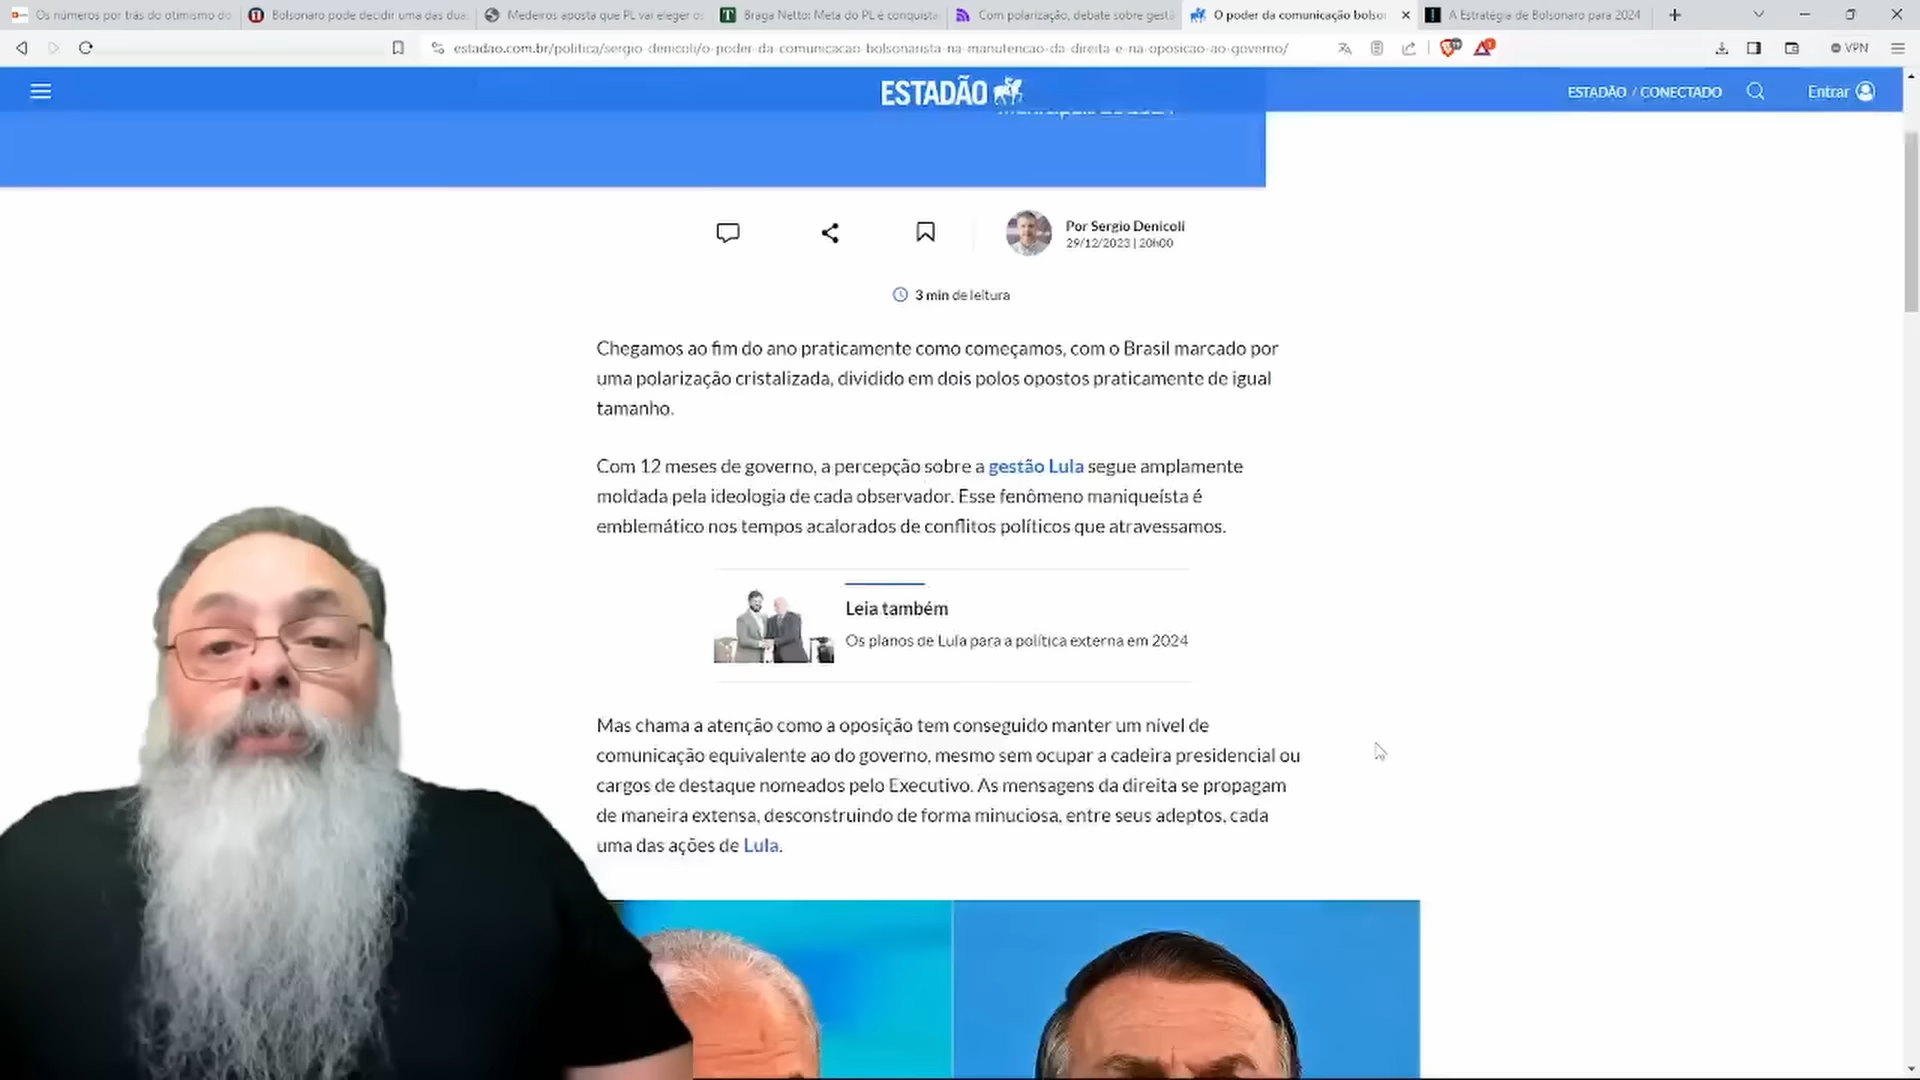 Os números por trás do otimismo do
Bolsonaro pode decidir uma das dua
Medeiros aposta que PL vai eleger os
Braga Netto: Meta do PL é conquista
Com polarização, debate sobre gestã
O poder da comunicação bolso
A Estratégia de Bolsonaro para 2024
estadao.com.br/politica/sergio-denicoli/o-poder-da-comunicacao-bolsonarista-na-manutencao-da-direita-e-na-oposicao-ao-governo/
VPN
ESTADÃO
ESTADÃO / CONECTADO
Entrar
Por Sergio Denicoli
29/12/2023 | 20h00
3 min de leitura
Chegamos ao fim do ano praticamente como começamos, com o Brasil marcado por
uma polarização cristalizada, dividido em dois polos opostos praticamente de igual
tamanho.
Com 12 meses de governo, a percepção sobre a gestão Lula segue amplamente
moldada pela ideologia de cada observador. Esse fenômeno maniqueísta é
emblemático nos tempos acalorados de conflitos políticos que atravessamos.
Leia também
Os planos de Lula para a política externa em 2024
Mas chama a atenção como a oposição tem conseguido manter um nível de
comunicação equivalente ao do governo, mesmo sem ocupar a cadeira presidencial ou
cargos de destaque nomeados pelo Executivo. As mensagens da direita se propagam
de maneira extensa, desconstruindo de forma minuciosa, entre seus adeptos, cada
uma das ações de Lula.